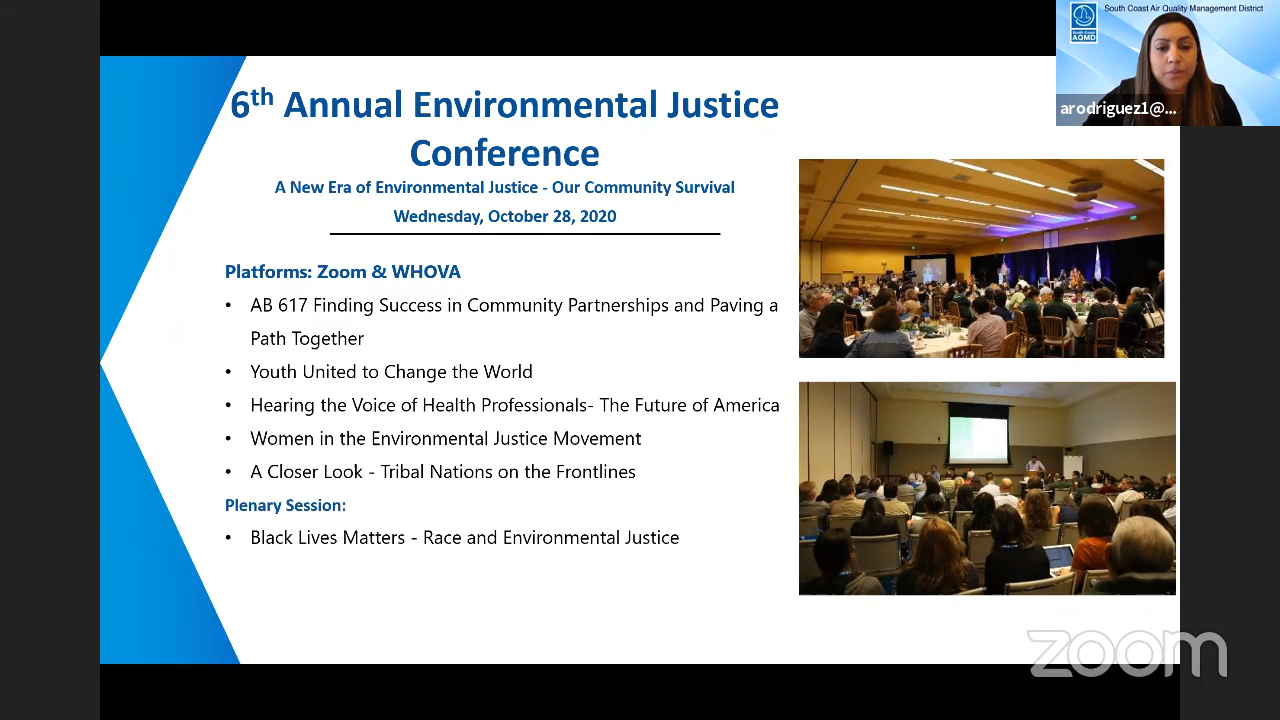 South Coast Air Quality Management District
South Coast
AQMD
arodriguez1@...
6th Annual Environmental Justice
Conference
A New Era of Environmental Justice - Our Community Survival
Wednesday, October 28, 2020
Platforms: Zoom & WHOVA
• AB 617 Finding Success in Community Partnerships and Paving a
Path Together
• Youth United to Change the World
• Hearing the Voice of Health Professionals- The Future of America
• Women in the Environmental Justice Movement
• A Closer Look - Tribal Nations on the Frontlines
Plenary Session:
• Black Lives Matters - Race and Environmental Justice
zoom